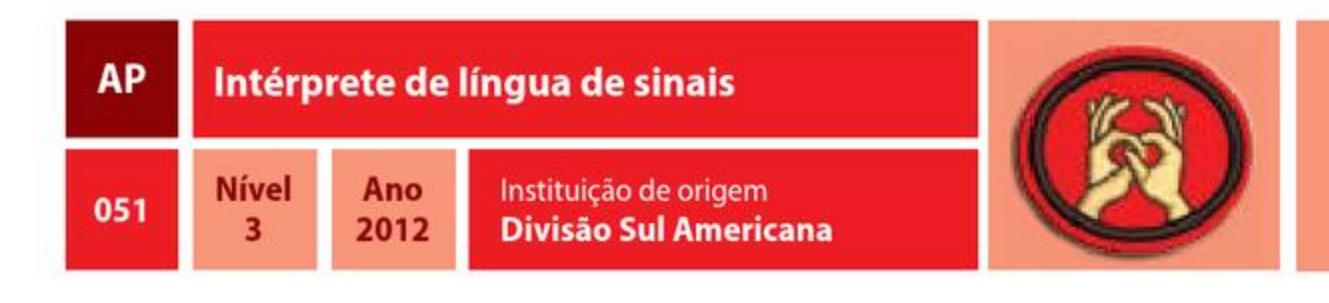 AP
Intérprete de língua de sinais
051
Nível
3
Ano
2012
Instituição de origem
Divisão Sul Americana